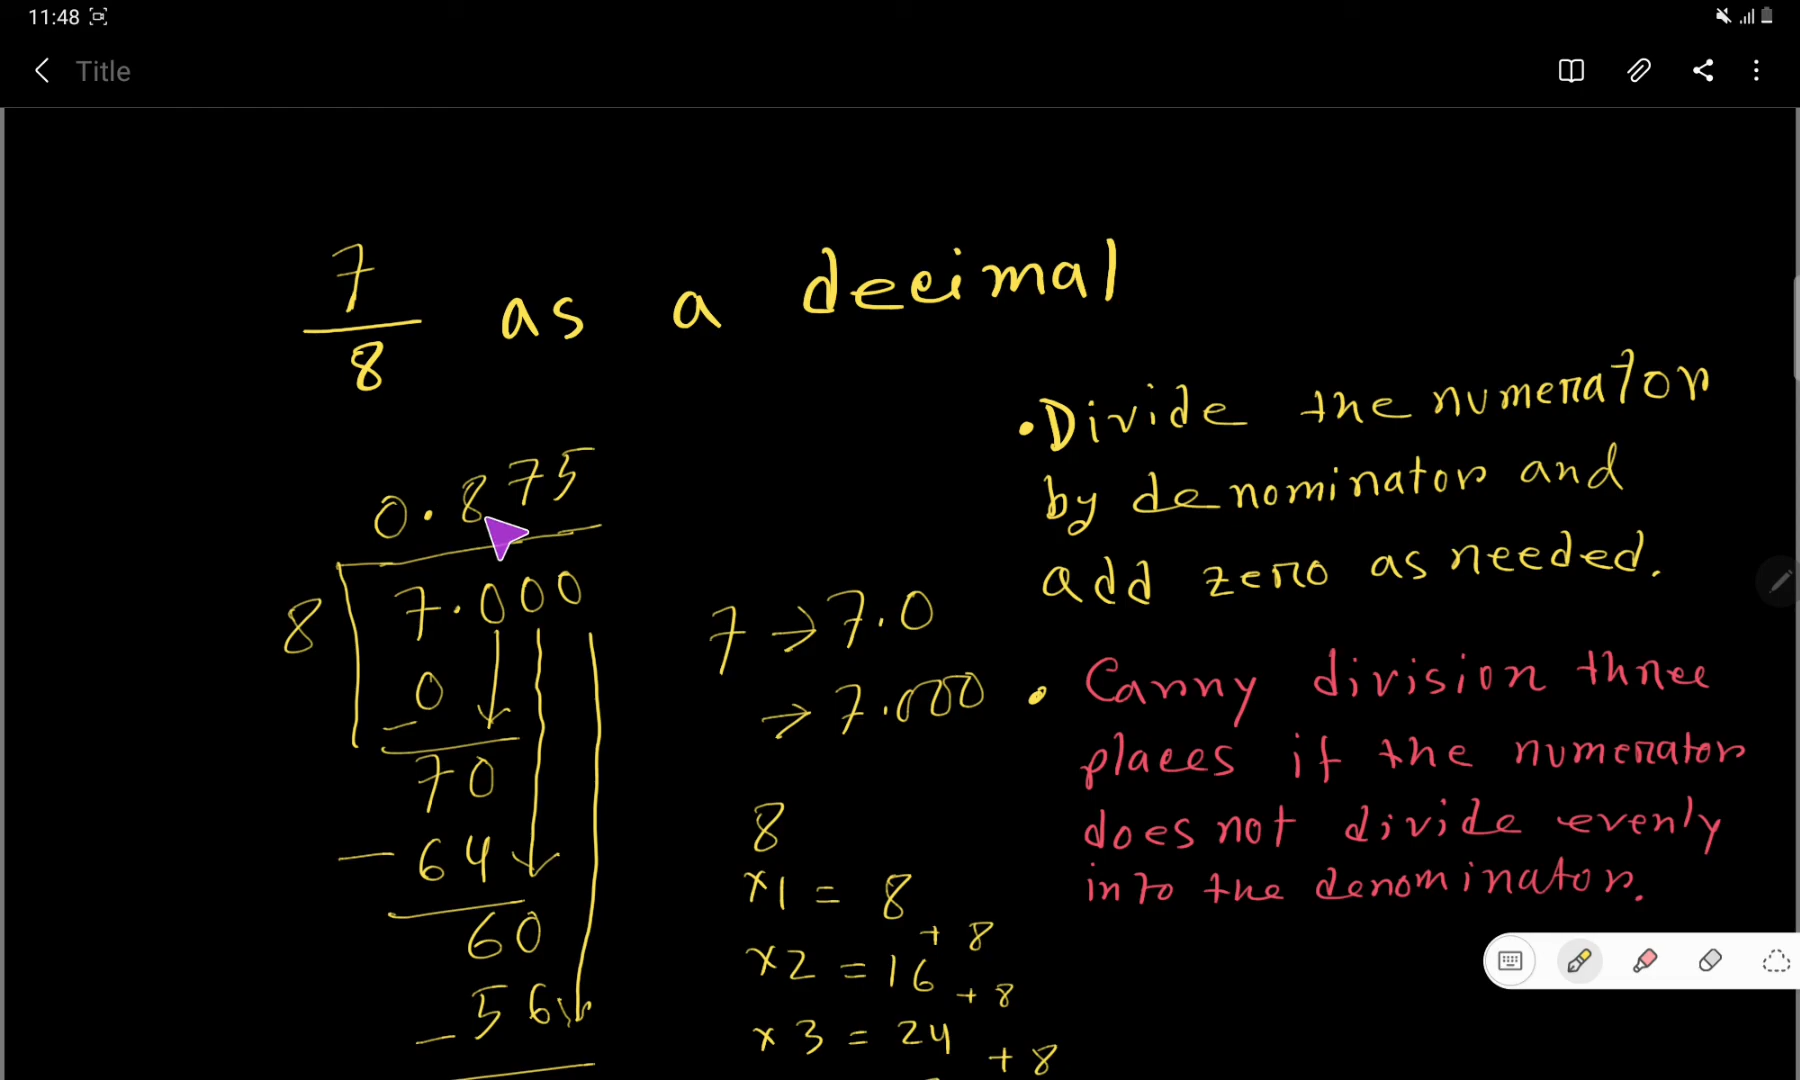 11:48
Title
7
8
as a decimal
0.875
8
7.000
0
70
- 64
60
- 56
7 → 7.0
→ 7.000
8
×1 = 8
+ 8
×2 = 16
+ 8
×3 = 24
+ 8
• Divide the numerator
by denominator and
add zero as needed.
• Carry division three
places if the numerator
does not divide evenly
into the denominator.